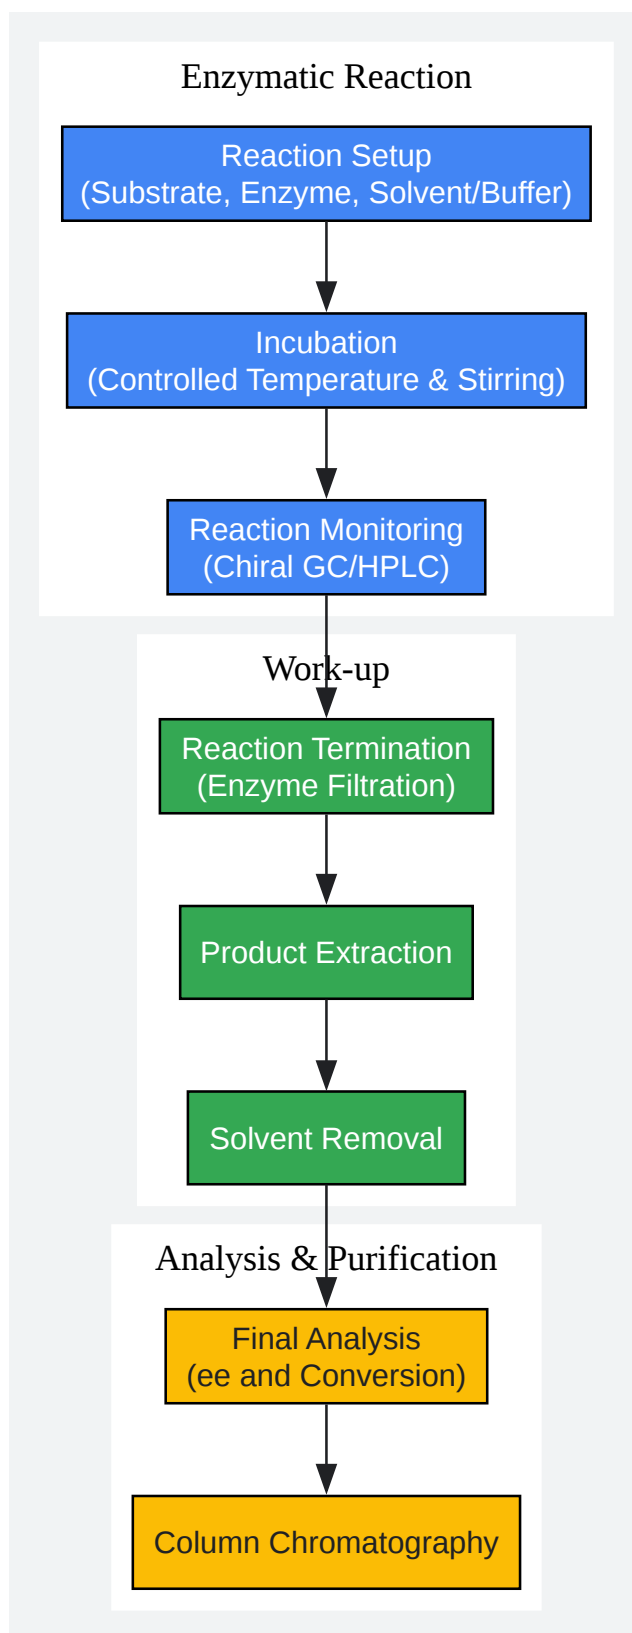 Enzymatic Reaction
Reaction Setup
(Substrate, Enzyme, Solvent/Buffer)
Incubation
(Controlled Temperature & Stirring)
Reaction Monitoring
(Chiral GC/HPLC)
Work-up
Reaction Termination
(Enzyme Filtration)
Product Extraction
Solvent Removal
Analysis & Purification
Final Analysis
(ee and Conversion)
Column Chromatography